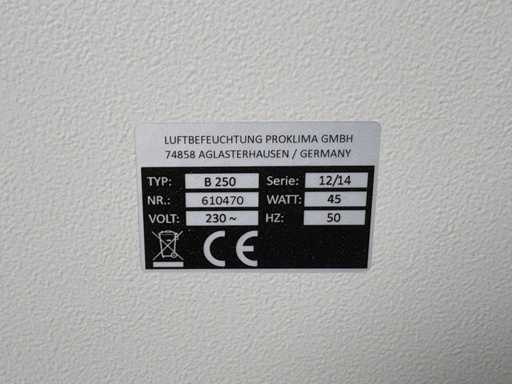 LUFTBEFEUCHTUNG PROKLIMA GMBH
74858 AGLASTERHAUSEN / GERMANY
TYP: B 250 Serie: 12/14
NR.: 610470 WATT: 45
VOLT: 230 ~ HZ: 50
CE